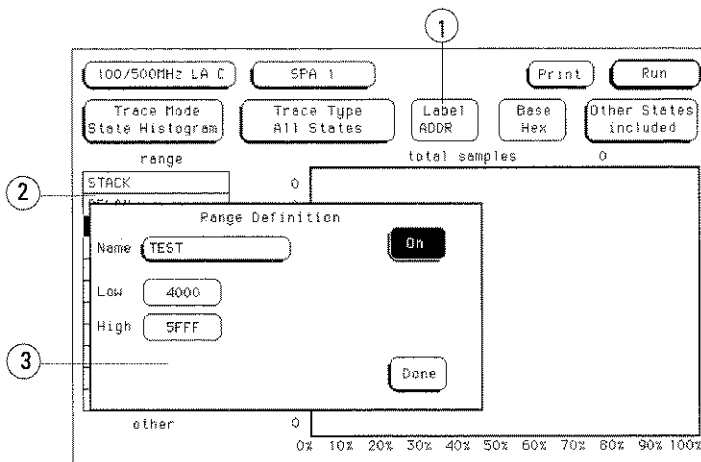 1
100/500MHz LA C SPA 1 Print Run
Trace Mode
State Histogram
Trace Type
All States
Label
ADDR
Base
Hex
Other States
included
range total samples 0
STACK 0
2
Range Definition
Name TEST On
Low 4000
High 5FFF
3
Done
other 0
0% 10% 20% 30% 40% 50% 60% 70% 80% 90% 100%